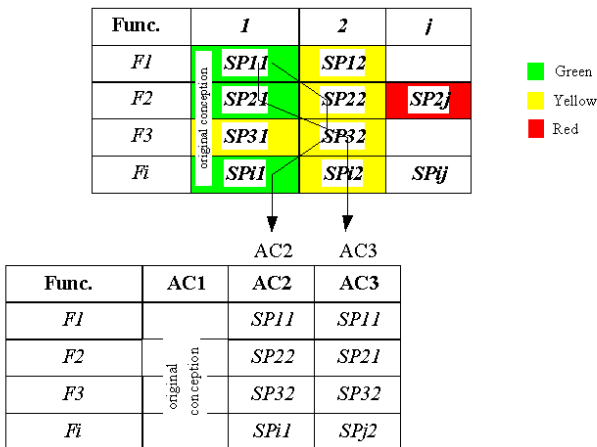 Func. 1 2 j
F1 SP11 SP12
F2 SP21 SP22 SP2j
F3 SP31 SP32
Fi SPi1 SPi2 SPij
original conception
Green
Yellow
Red
AC2 AC3
Func. AC1 AC2 AC3
F1 SP11 SP11
F2 SP22 SP21
F3 SP32 SP32
Fi SPi1 SPj2
original
conception